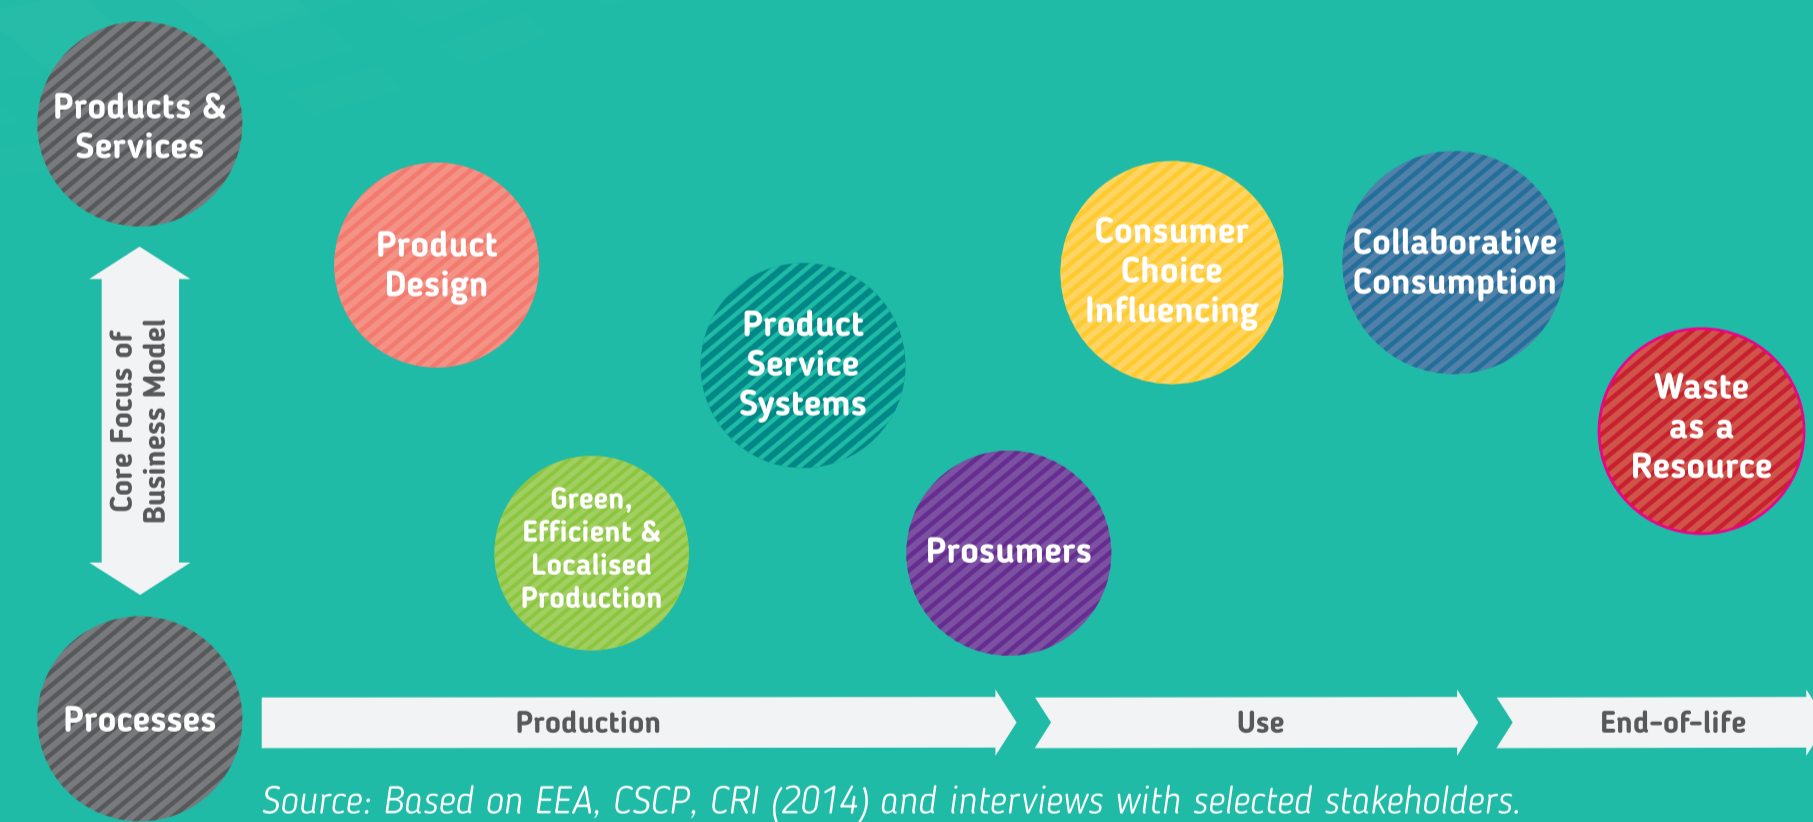 Products &
Services
Core Focus of
Business Model
Processes
Product
Design
Green,
Efficient &
Localised
Production
Product
Service
Systems
Prosumers
Consumer
Choice
Influencing
Collaborative
Consumption
Waste
as a
Resource
Production
Use
End-of-life
Source: Based on EEA, CSCP, CRI (2014) and interviews with selected stakeholders.